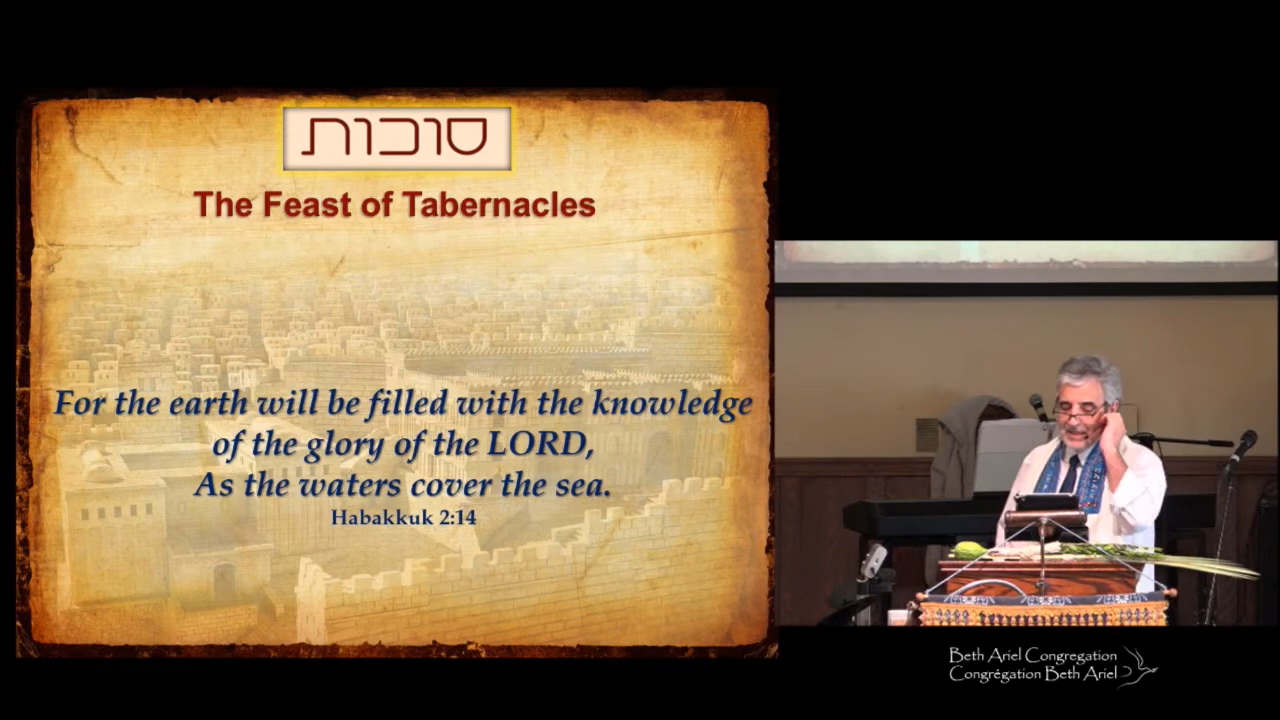 סוכות
The Feast of Tabernacles
For the earth will be filled with the knowledge
of the glory of the LORD,
As the waters cover the sea.
Habakkuk 2:14
Beth Ariel Congregation
Congrégation Beth Ariel